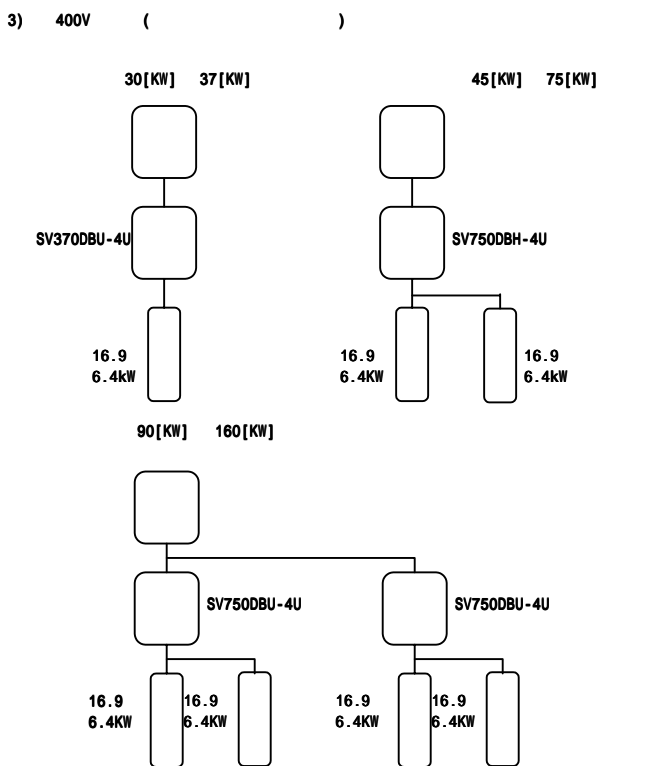 3) 400V ( )
30[KW] 37[KW]
45[KW] 75[KW]
SV370DBU-4U
SV750DBH-4U
16.9
6.4kW
16.9
6.4KW
16.9
6.4kW
90[KW] 160[KW]
SV750DBU-4U
SV750DBU-4U
16.9
6.4KW
16.9
6.4KW
16.9
6.4KW
16.9
6.4KW